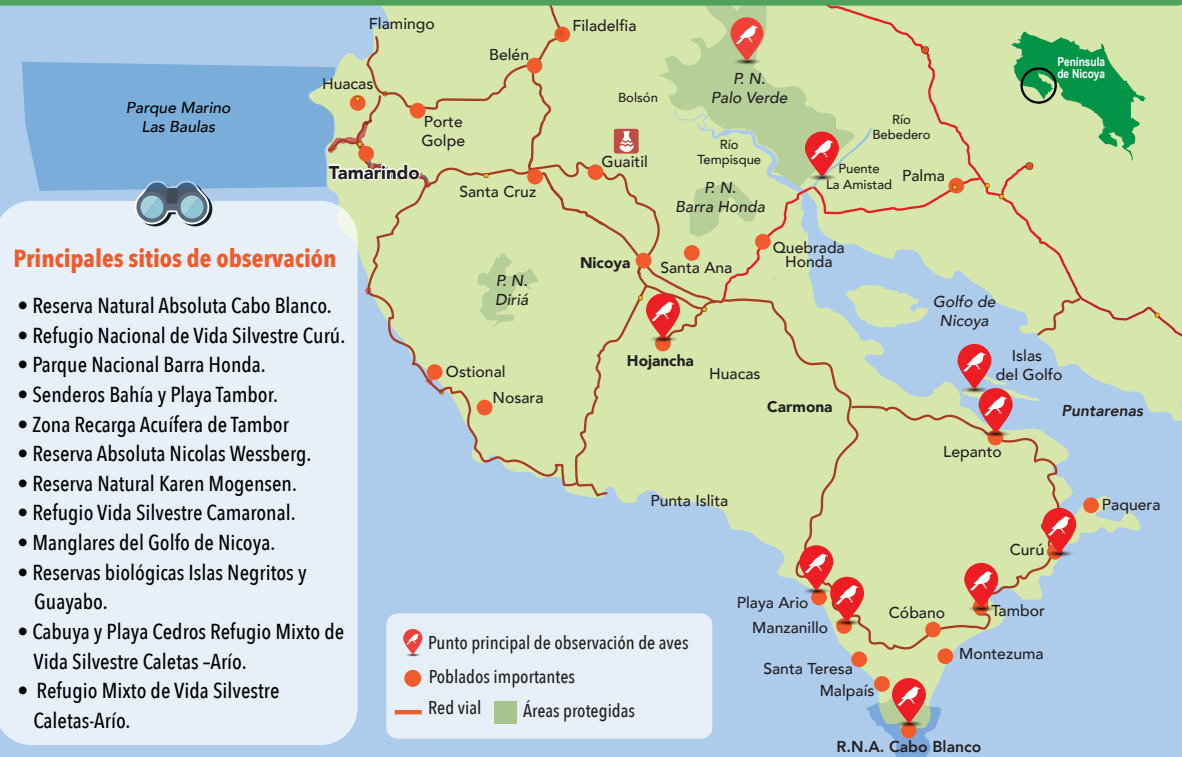 Flamingo
Filadelfia
Belén
Huacas
Porte
Golpe
Parque Marino
Las Baulas
Tamarindo
Santa Cruz
Guaitil
Bolsón
P. N.
Palo Verde
Río
Tempisque
Río
Bebedero
Puente
La Amistad
Palma
P. N.
Barra Honda
Península
de Nicoya
Nicoya
Santa Ana
Quebrada
Honda
P. N.
Diriá
Hojancha
Huacas
Ostional
Nosara
Carmona
Golfo de
Nicoya
Islas
del Golfo
Puntarenas
Lepanto
Punta Islita
Paquera
Curú
Playa Ario
Manzanillo
Cóbano
Tambor
Montezuma
Santa Teresa
Malpaís
R.N.A. Cabo Blanco
Principales sitios de observación
• Reserva Natural Absoluta Cabo Blanco.
• Refugio Nacional de Vida Silvestre Curú.
• Parque Nacional Barra Honda.
• Senderos Bahía y Playa Tambor.
• Zona Recarga Acuífera de Tambor
• Reserva Absoluta Nicolas Wessberg.
• Reserva Natural Karen Mogensen.
• Refugio Vida Silvestre Camaronal.
• Manglares del Golfo de Nicoya.
• Reservas biológicas Islas Negritos y
Guayabo.
• Cabuya y Playa Cedros Refugio Mixto de
Vida Silvestre Caletas –Arío.
• Refugio Mixto de Vida Silvestre
Caletas-Arío.
Punto principal de observación de aves
Poblados importantes
Red vial
Áreas protegidas